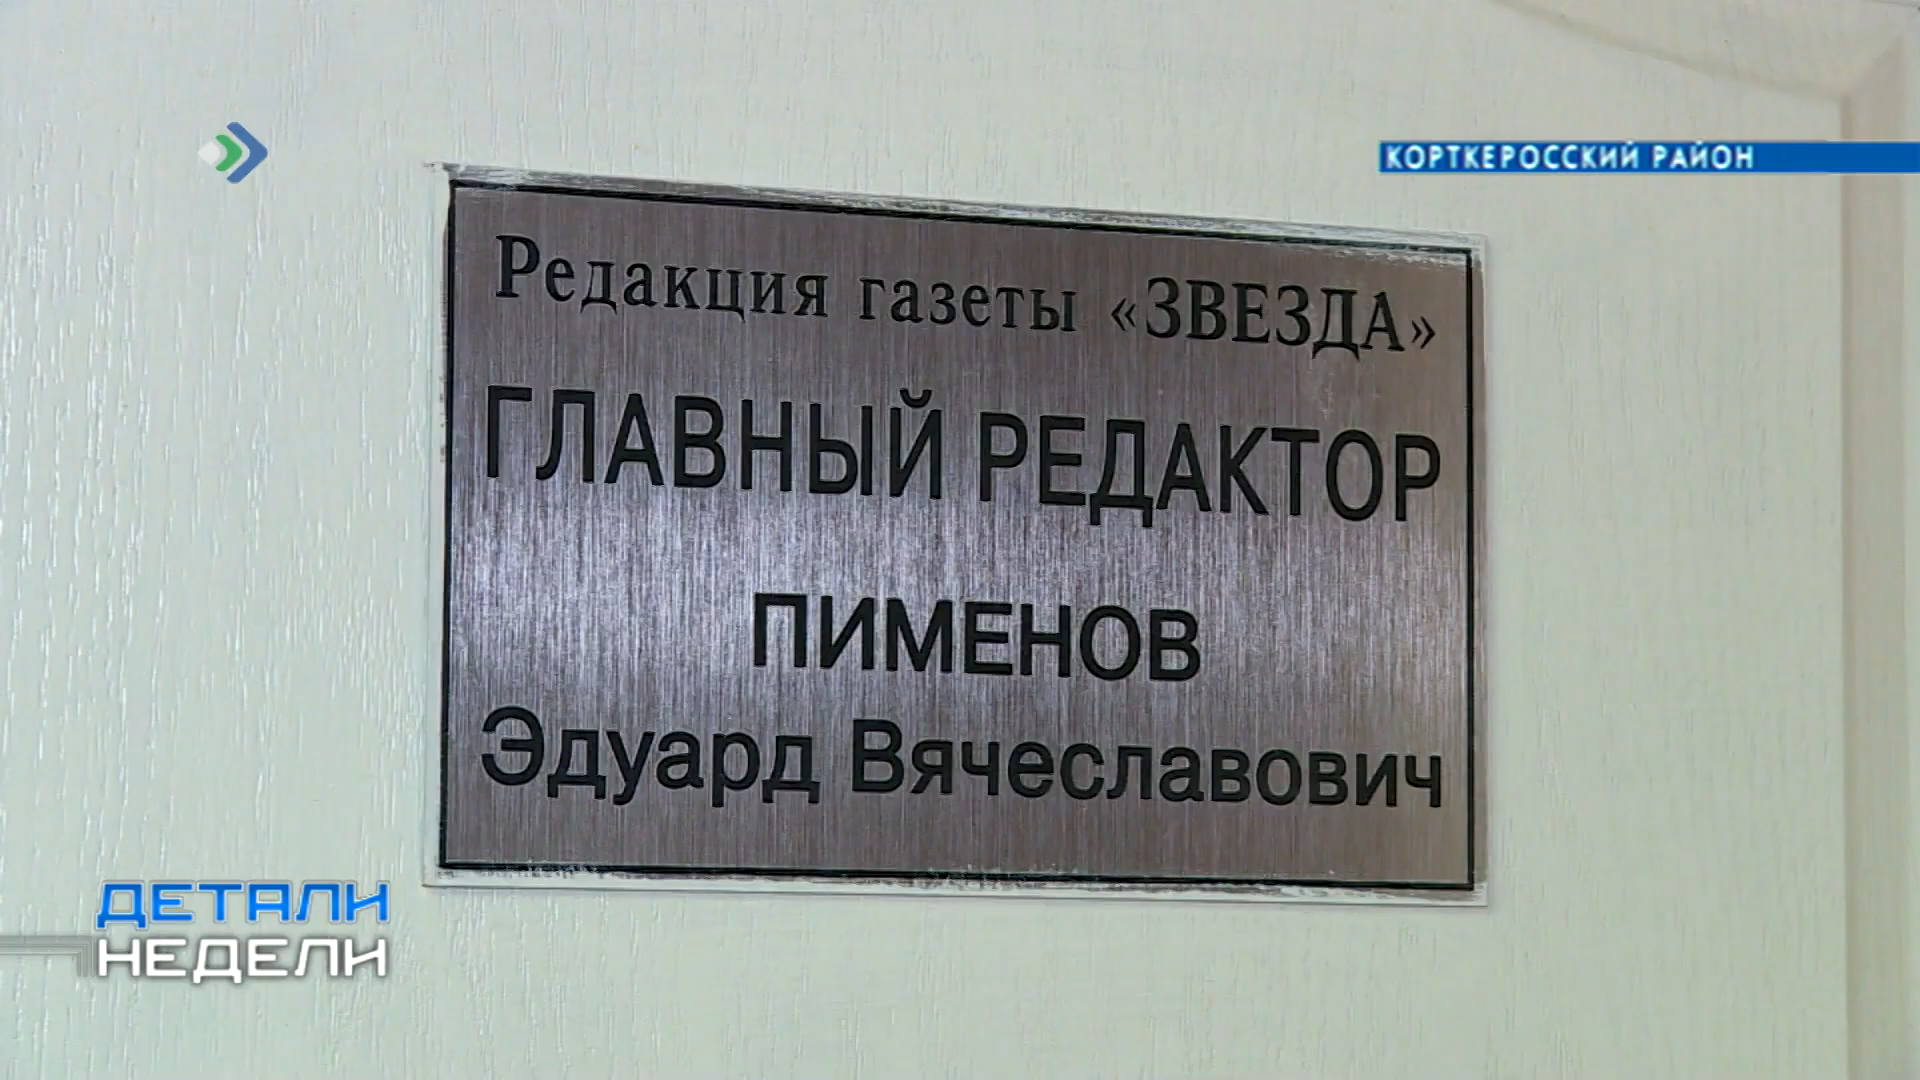 КОРТКЕРОССКИЙ РАЙОН
Редакция газеты «ЗВЕЗДА»
ГЛАВНЫЙ РЕДАКТОР
ПИМЕНОВ
Эдуард Вячеславович
ДЕТАЛИ
НЕДЕЛИ